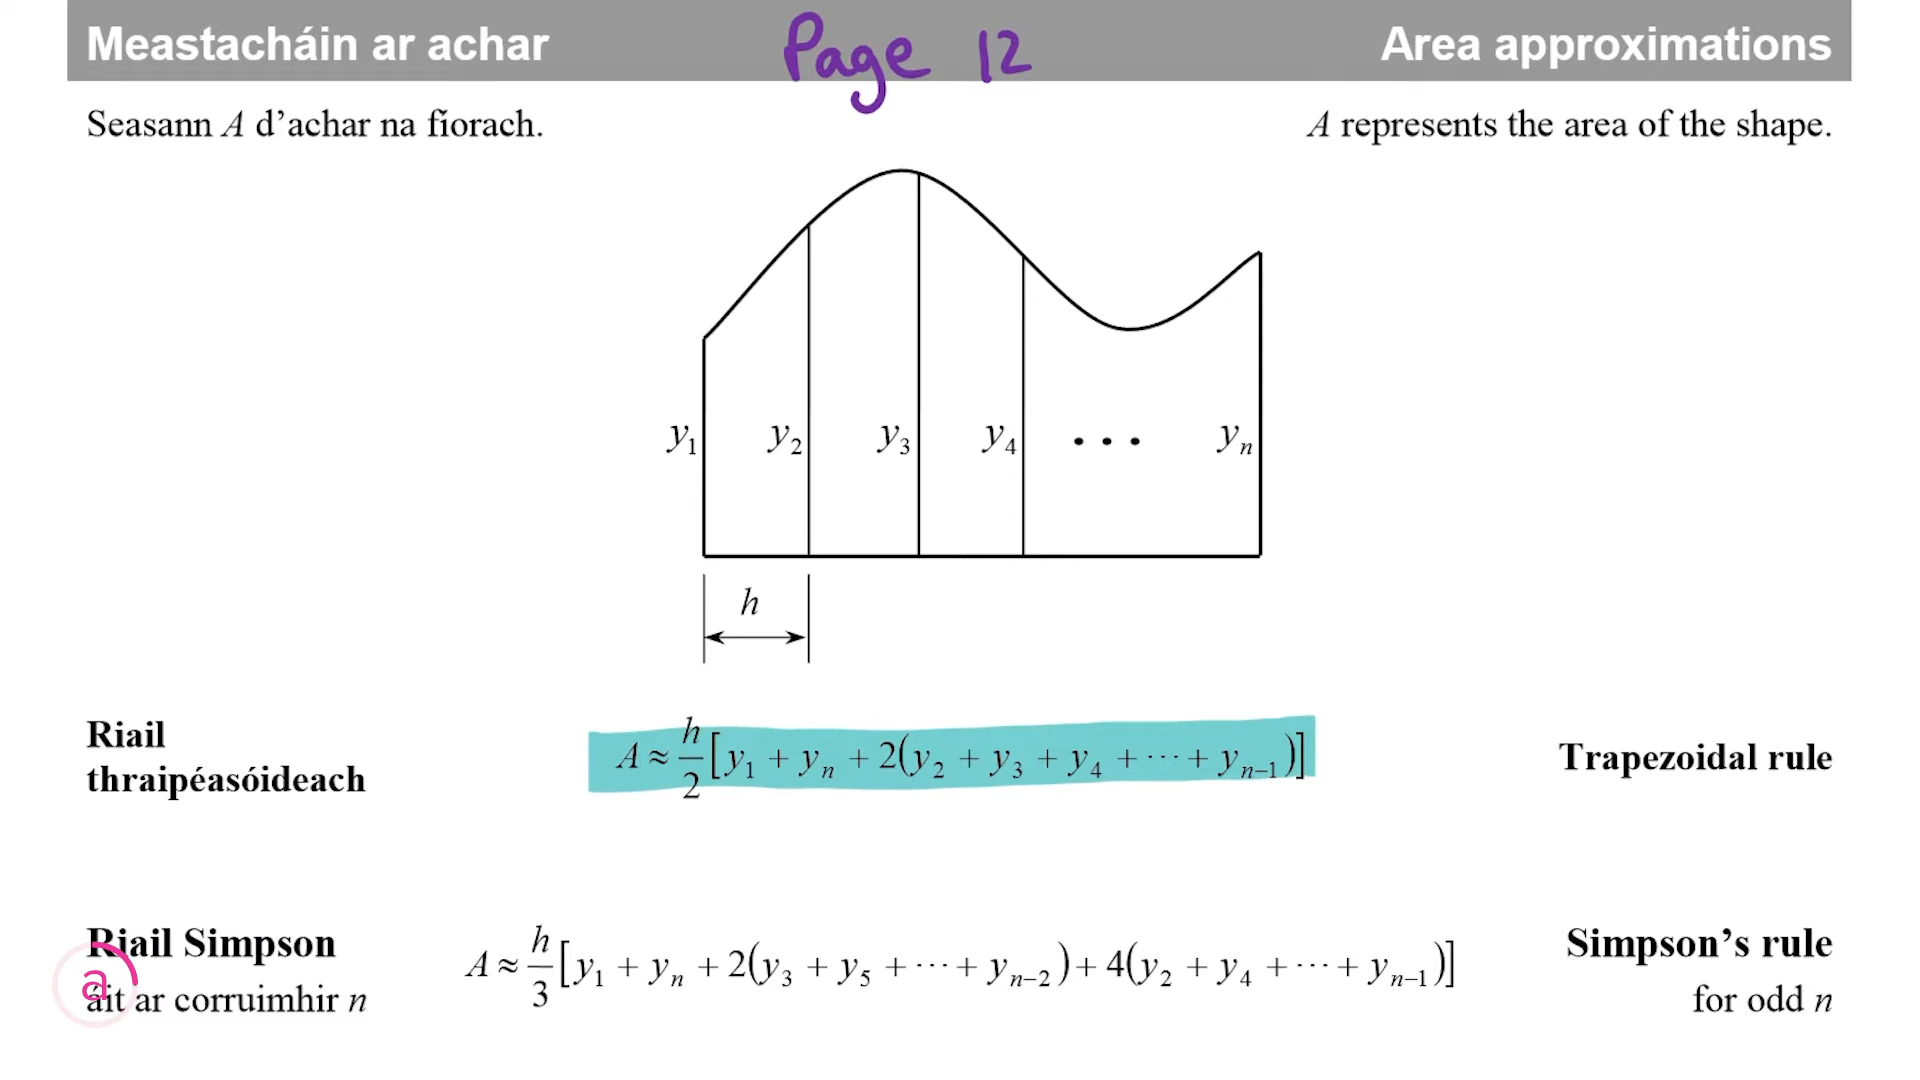 Meastacháin ar achar Page 12 Area approximations
Seasann A d'achar na fíorach. A represents the area of the shape.
y₁ y₂ y₃ y₄ ... yₙ
h
Riail thraipéasóideach
A ≈ h/2 [y₁ + yₙ + 2(y₂ + y₃ + y₄ + ⋯ + yₙ₋₁)]
Trapezoidal rule
Riail Simpson
áit ar corruimhir n
A ≈ h/3 [y₁ + yₙ + 2(y₃ + y₅ + ⋯ + yₙ₋₂) + 4(y₂ + y₄ + ⋯ + yₙ₋₁)]
Simpson’s rule
for odd n
a